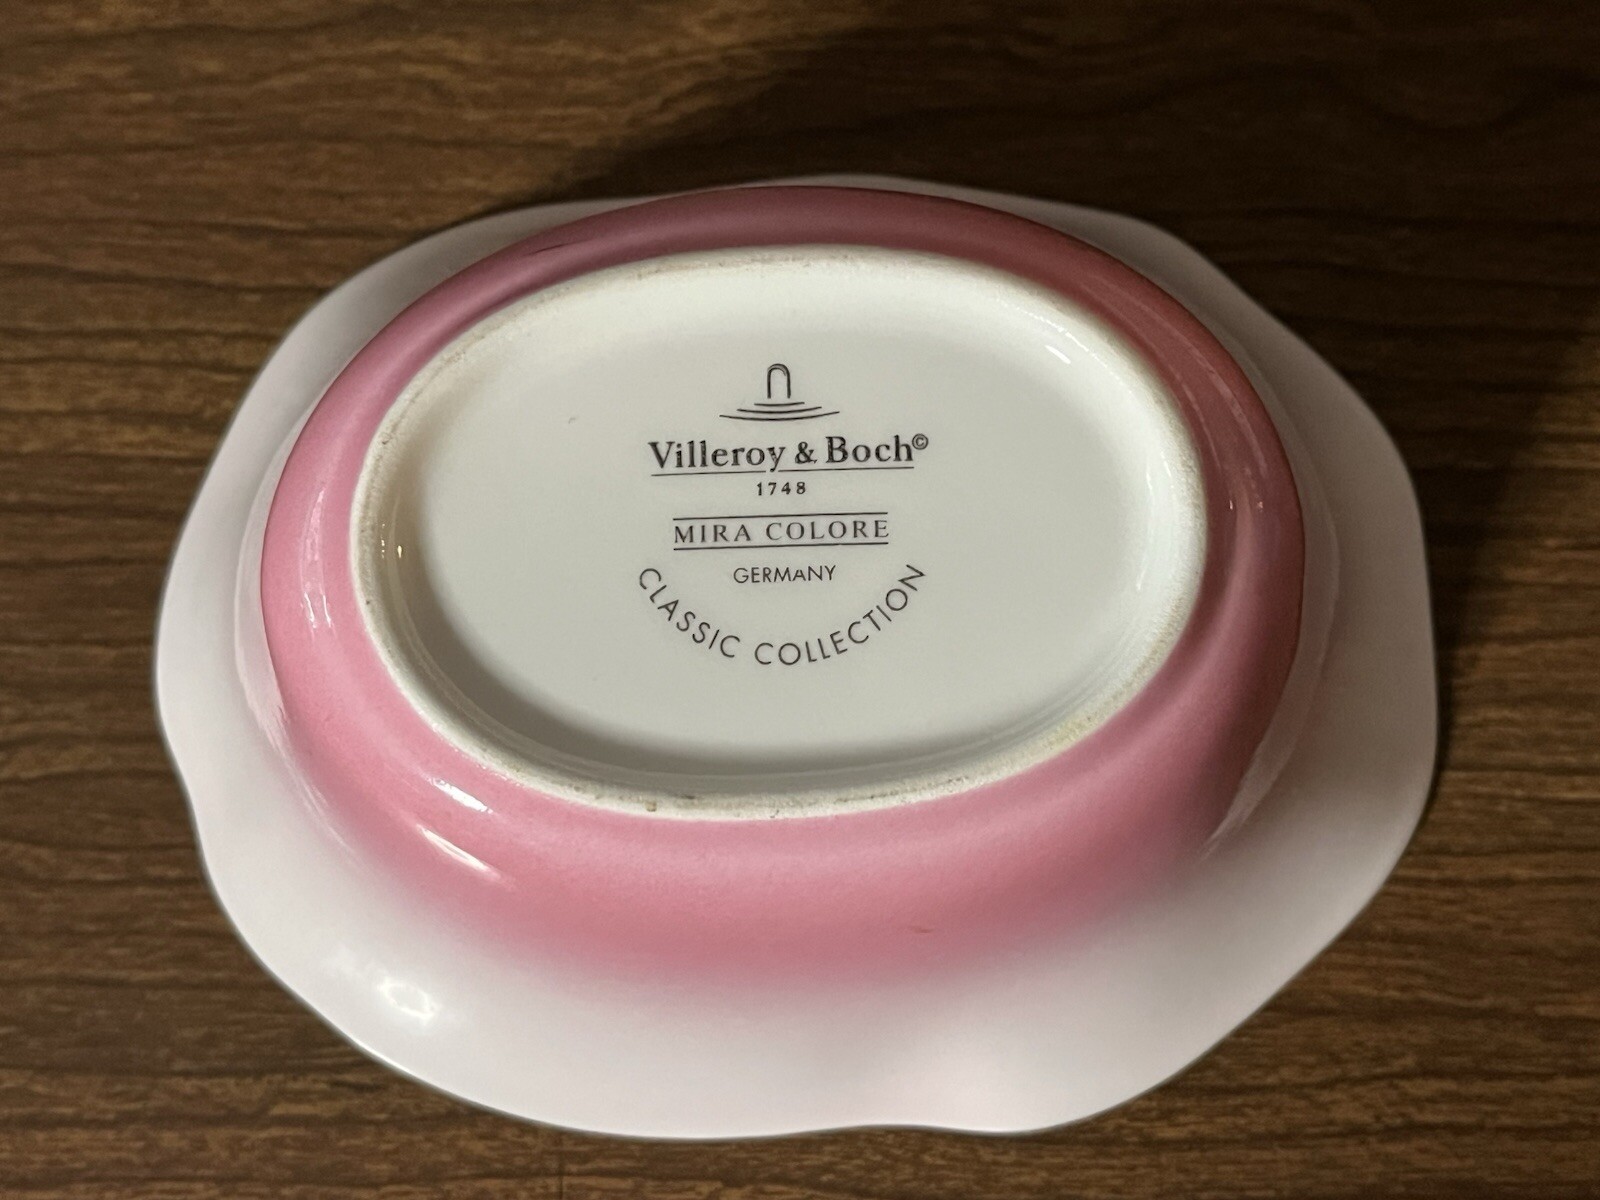 Villeroy & Boch©
1748
MIRA COLORE
GERMANY
CLASSIC COLLECTION